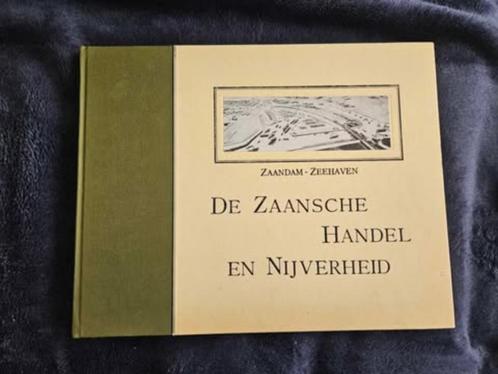 Zaandam - Zeehaven
De Zaansche
Handel
en Nijverheid